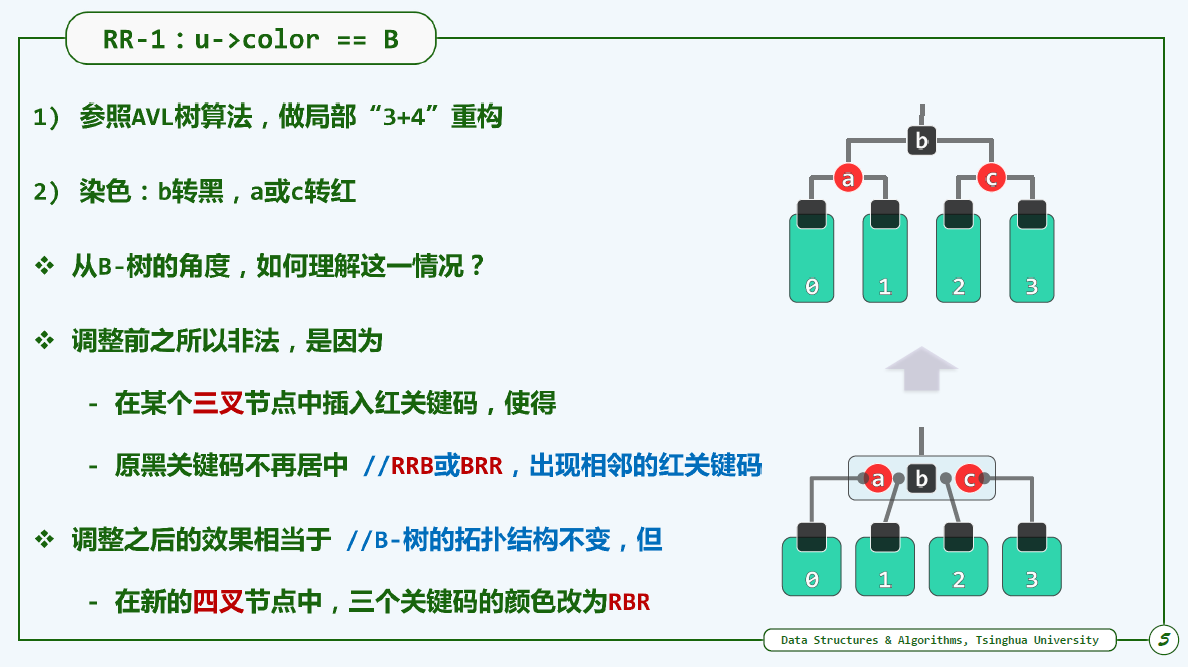 RR-1：u->color == B
1) 参照AVL树算法，做局部“3+4”重构
2) 染色：b转黑，a或c转红
❖ 从B-树的角度，如何理解这一情况？
❖ 调整前之所以非法，是因为
- 在某个三叉节点中插入红关键码，使得
- 原黑关键码不再居中 //RRB或BRR，出现相邻的红关键码
❖ 调整之后的效果相当于 //B-树的拓扑结构不变，但
- 在新的四叉节点中，三个关键码的颜色改为RBR
b
a c
0 1 2 3
a b c
0 1 2 3
Data Structures & Algorithms, Tsinghua University
5